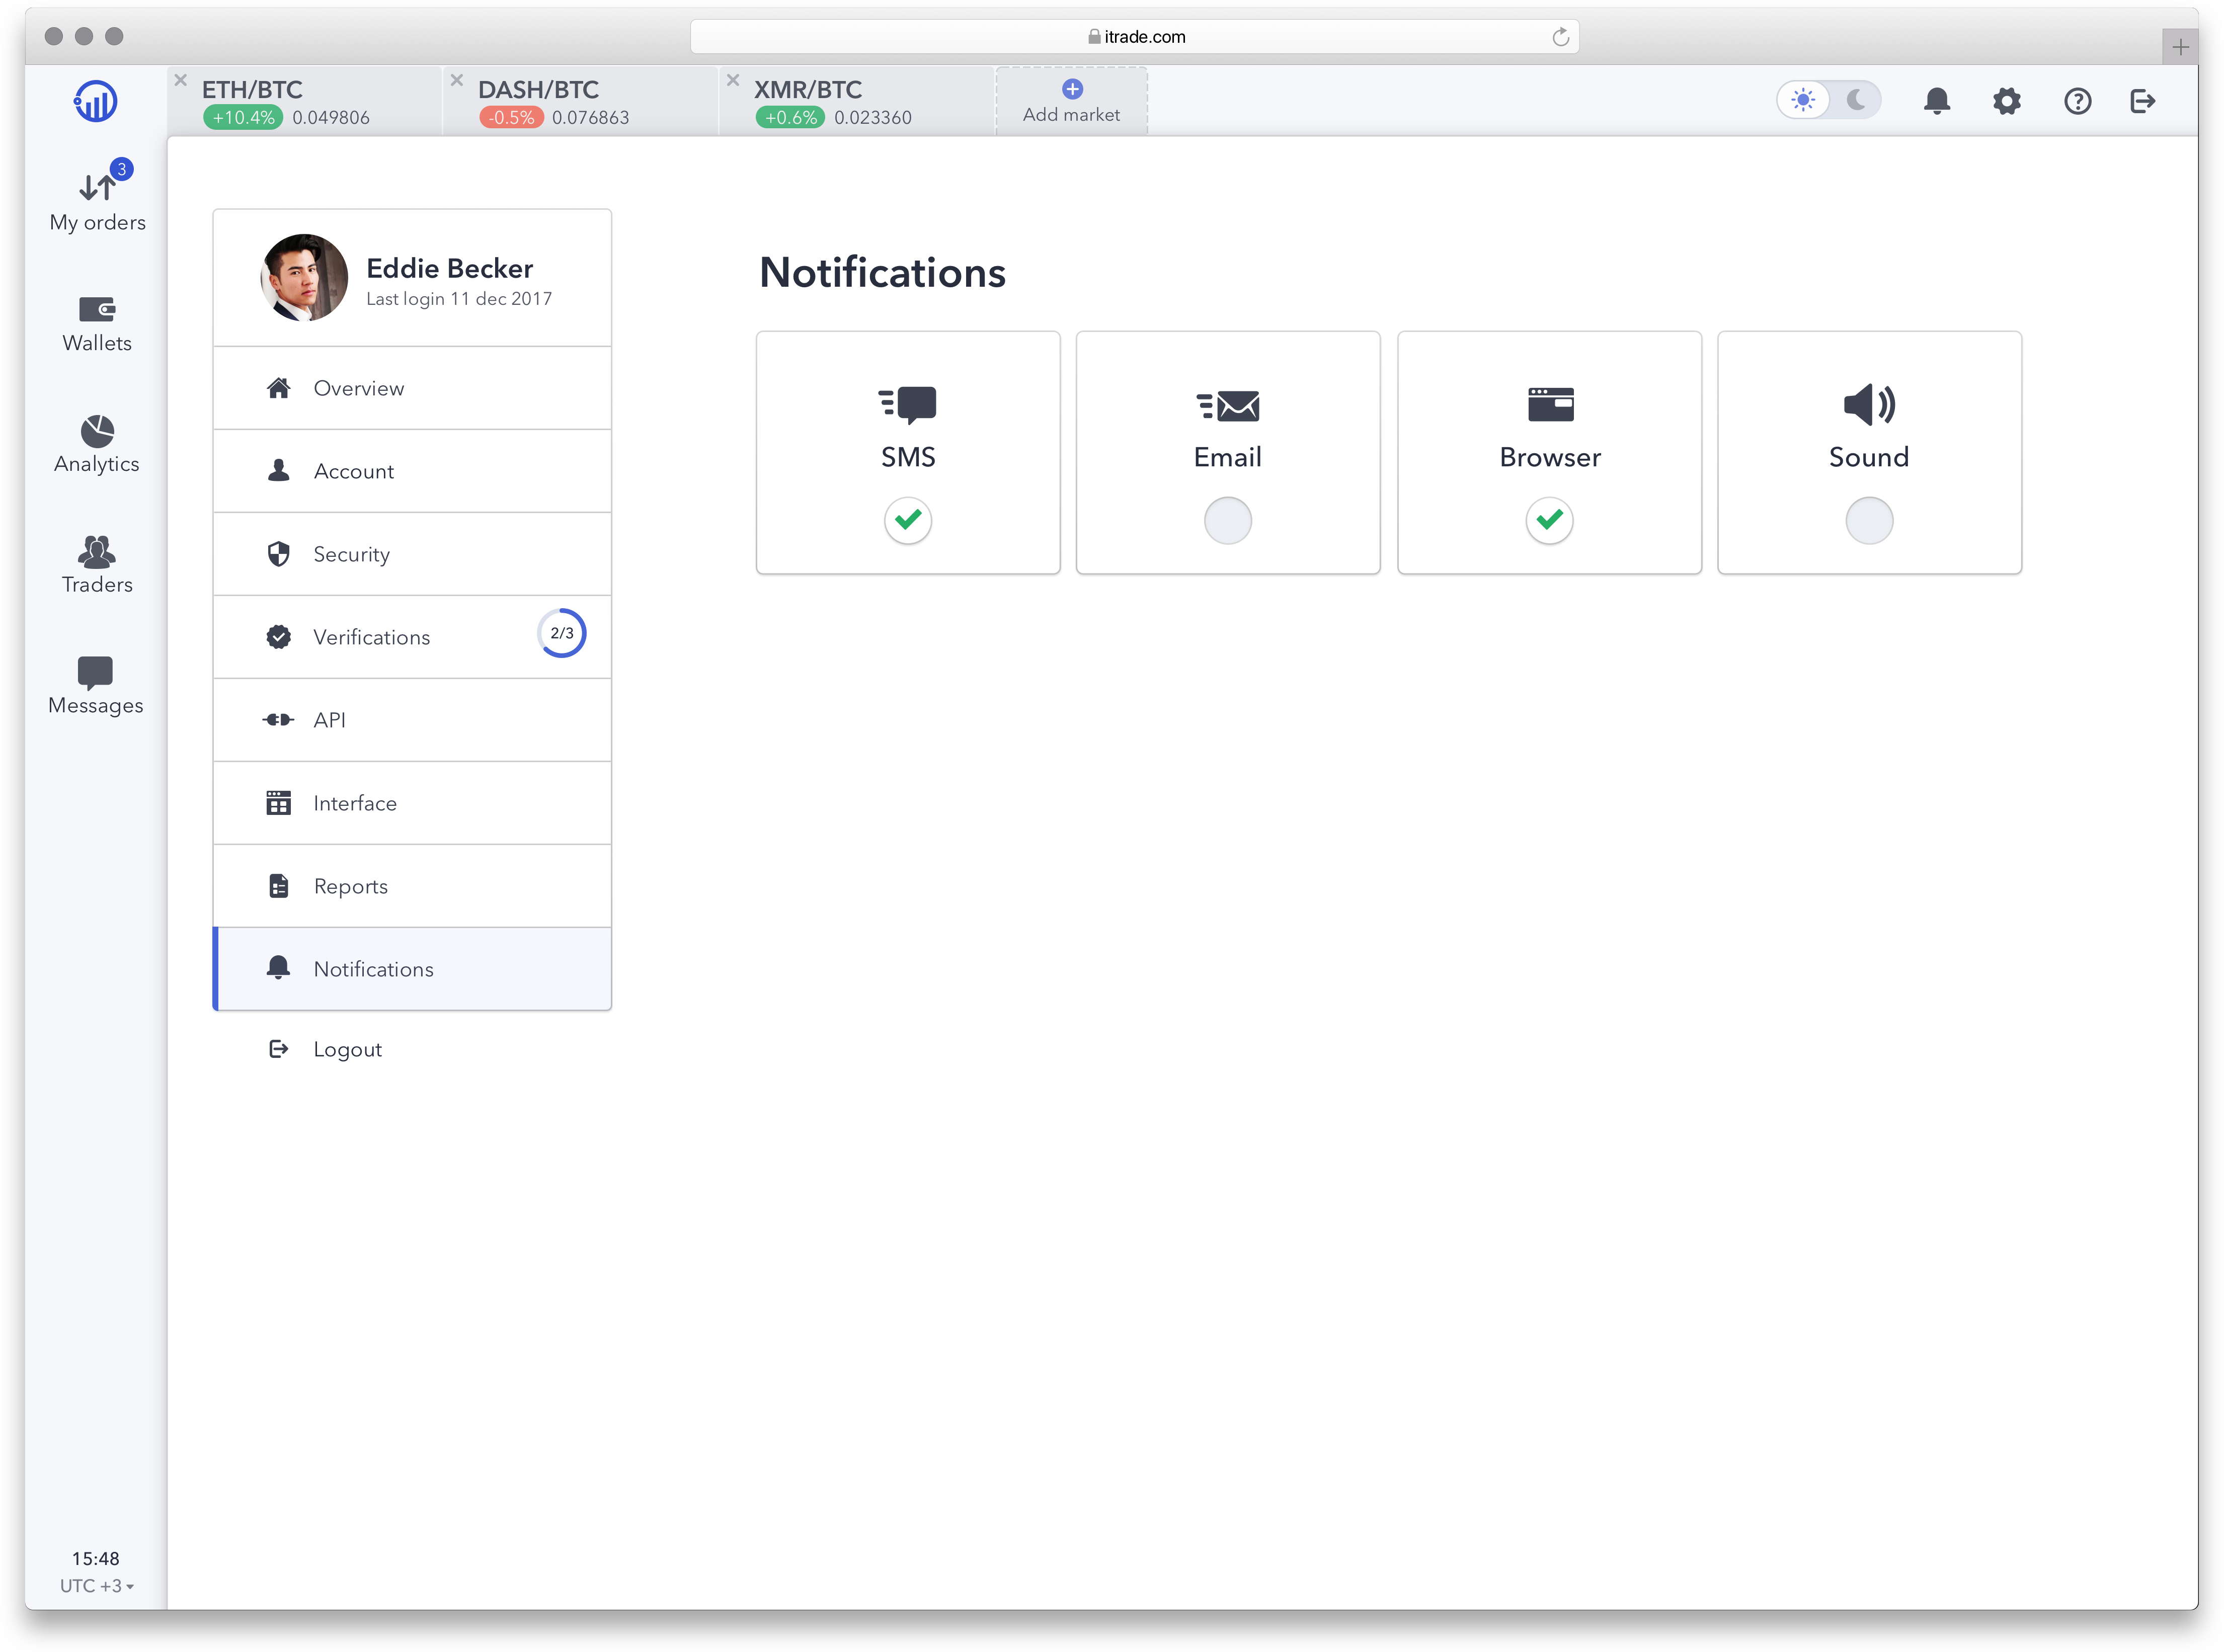 itrade.com
ETH/BTC
+10.4% 0.049806
DASH/BTC
-0.5% 0.076863
XMR/BTC
+0.6% 0.023360
Add market
3
My orders
Wallets
Analytics
Traders
Messages
15:48
UTC +3
Eddie Becker
Last login 11 dec 2017
Overview
Account
Security
Verifications 2/3
API
Interface
Reports
Notifications
Logout
Notifications
SMS
Email
Browser
Sound